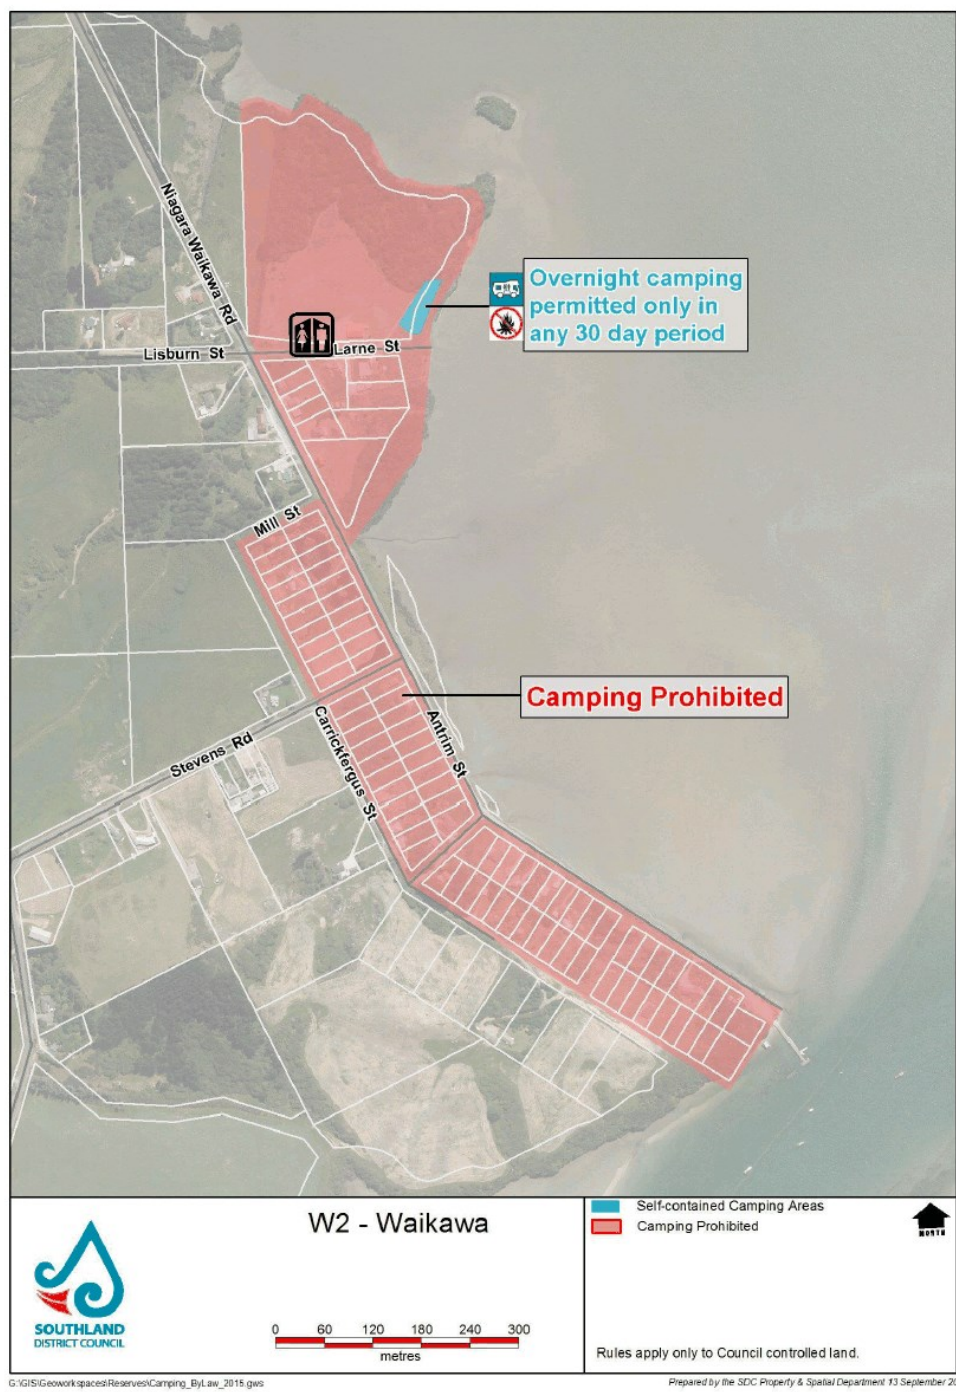 Niagara Waikawa Rd
Overnight camping
permitted only in
any 30 day period
Lisburn St
Larne St
Mill St
Camping Prohibited
Antrim St
Carrickfergus St
Stevens Rd
W2 - Waikawa
Self-contained Camping Areas
Camping Prohibited
NORTH
SOUTHLAND
DISTRICT COUNCIL
0 60 120 180 240 300
metres
Rules apply only to Council controlled land.
G:\GIS\Geoworkspaces\Reserves\Camping_ByLaw_2015.gws
Prepared by the SDC Property & Spatial Department 13 September 20